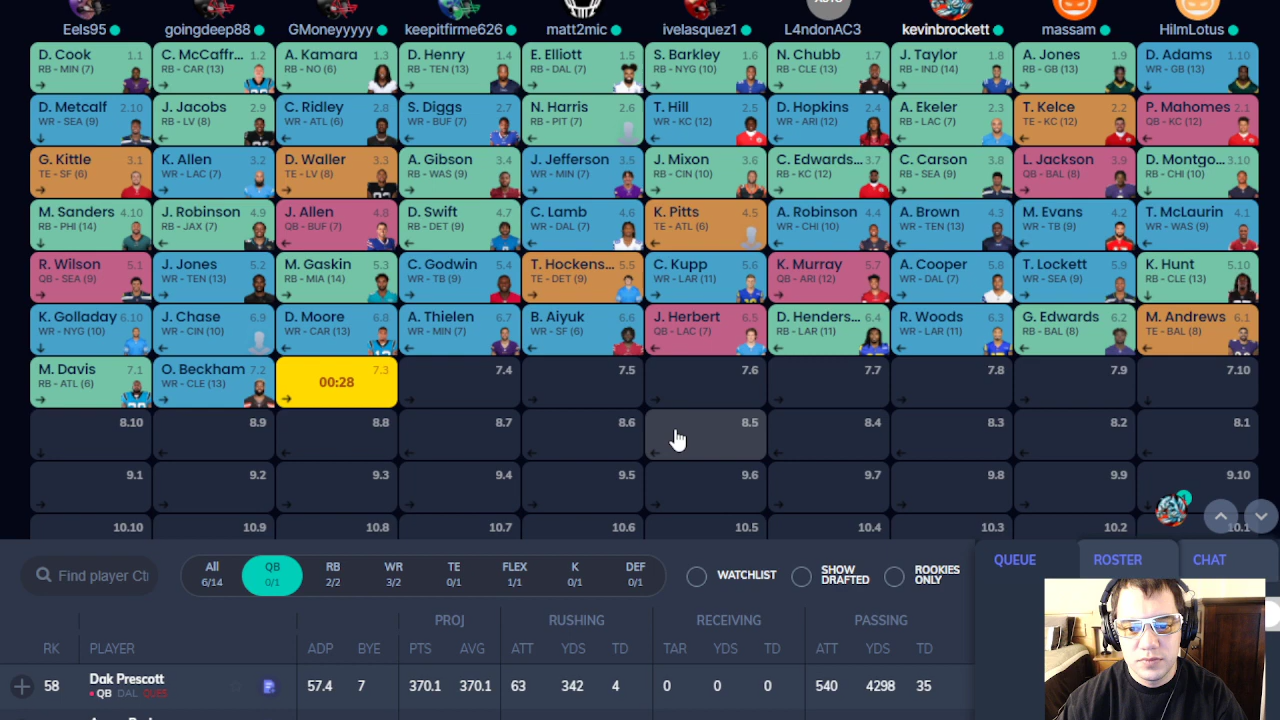 AUTO
Eels95
goingdeep88
GMoneyyyyy
keepitfirme626
matt2mic
ivelasquez1
L4ndonAC3
kevinbrockett
massam
HilmLotus
D. Cook 1.1
RB - MIN (7)
C. McCaffr... 1.2
RB - CAR (13)
A. Kamara 1.3
RB - NO (6)
D. Henry 1.4
RB - TEN (13)
E. Elliott 1.5
RB - DAL (7)
S. Barkley 1.6
RB - NYG (10)
N. Chubb 1.7
RB - CLE (13)
J. Taylor 1.8
RB - IND (14)
A. Jones 1.9
RB - GB (13)
D. Adams 1.10
WR - GB (13)
D. Metcalf 2.10
WR - SEA (9)
J. Jacobs 2.9
RB - LV (8)
C. Ridley 2.8
WR - ATL (6)
S. Diggs 2.7
WR - BUF (7)
N. Harris 2.6
RB - PIT (7)
T. Hill 2.5
WR - KC (12)
D. Hopkins 2.4
WR - ARI (12)
A. Ekeler 2.3
RB - LAC (7)
T. Kelce 2.2
TE - KC (12)
P. Mahomes 2.1
QB - KC (12)
G. Kittle 3.1
TE - SF (6)
K. Allen 3.2
WR - LAC (7)
D. Waller 3.3
TE - LV (8)
A. Gibson 3.4
RB - WAS (9)
J. Jefferson 3.5
WR - MIN (7)
J. Mixon 3.6
RB - CIN (10)
C. Edwards... 3.7
RB - KC (12)
C. Carson 3.8
RB - SEA (9)
L. Jackson 3.9
QB - BAL (8)
D. Montgo... 3.10
RB - CHI (10)
M. Sanders 4.10
RB - PHI (14)
J. Robinson 4.9
RB - JAX (7)
J. Allen 4.8
QB - BUF (7)
D. Swift 4.7
RB - DET (9)
C. Lamb 4.6
WR - DAL (7)
K. Pitts 4.5
TE - ATL (6)
A. Robinson 4.4
WR - CHI (10)
A. Brown 4.3
WR - TEN (13)
M. Evans 4.2
WR - TB (9)
T. McLaurin 4.1
WR - WAS (9)
R. Wilson 5.1
QB - SEA (9)
J. Jones 5.2
WR - TEN (13)
M. Gaskin 5.3
RB - MIA (14)
C. Godwin 5.4
WR - TB (9)
T. Hockens... 5.5
TE - DET (9)
C. Kupp 5.6
WR - LAR (11)
K. Murray 5.7
QB - ARI (12)
A. Cooper 5.8
WR - DAL (7)
T. Lockett 5.9
WR - SEA (9)
K. Hunt 5.10
RB - CLE (13)
K. Golladay 6.10
WR - NYG (10)
J. Chase 6.9
WR - CIN (10)
D. Moore 6.8
WR - CAR (13)
A. Thielen 6.7
WR - MIN (7)
B. Aiyuk 6.6
WR - SF (6)
J. Herbert 6.5
QB - LAC (7)
D. Henders... 6.4
RB - LAR (11)
R. Woods 6.3
WR - LAR (11)
G. Edwards 6.2
RB - BAL (8)
M. Andrews 6.1
TE - BAL (8)
M. Davis 7.1
RB - ATL (6)
O. Beckham 7.2
WR - CLE (13)
7.3
00:28
7.4
7.5
7.6
7.7
7.8
7.9
7.10
8.10
8.9
8.8
8.7
8.6
8.5
8.4
8.3
8.2
8.1
9.1
9.2
9.3
9.4
9.5
9.6
9.7
9.8
9.9
9.10
10.10
10.9
10.8
10.7
10.6
10.5
10.4
10.3
10.2
10.1
Find player
All
6/14
QB
0/1
RB
2/2
WR
3/2
TE
0/1
FLEX
1/1
K
0/1
DEF
0/1
WATCHLIST
SHOW
DRAFTED
ROOKIES
ONLY
QUEUE
ROSTER
CHAT
PROJ RUSHING RECEIVING PASSING
RK PLAYER ADP BYE PTS AVG ATT YDS TD TAR YDS TD ATT YDS TD
58 Dak Prescott 57.4 7 370.1 370.1 63 342 4 0 0 0 540 4298 35
QB DAL QUES